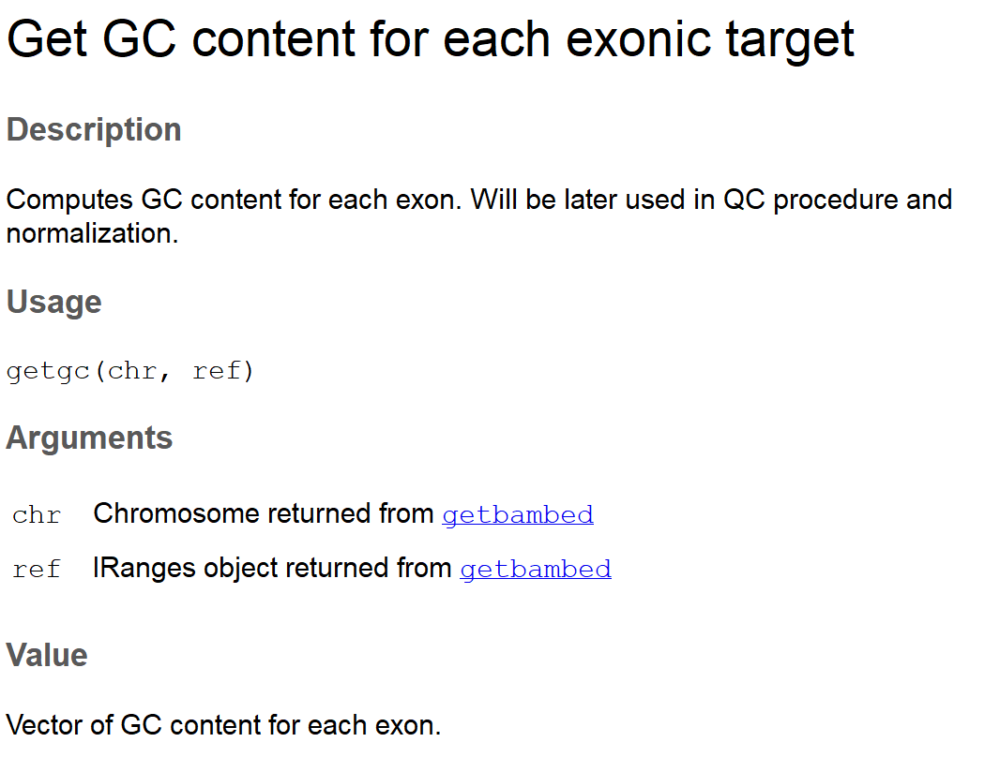 Get GC content for each exonic target
Description
Computes GC content for each exon. Will be later used in QC procedure and
normalization.
Usage
getgc(chr, ref)
Arguments
chr Chromosome returned from getbambed
ref IRanges object returned from getbambed
Value
Vector of GC content for each exon.